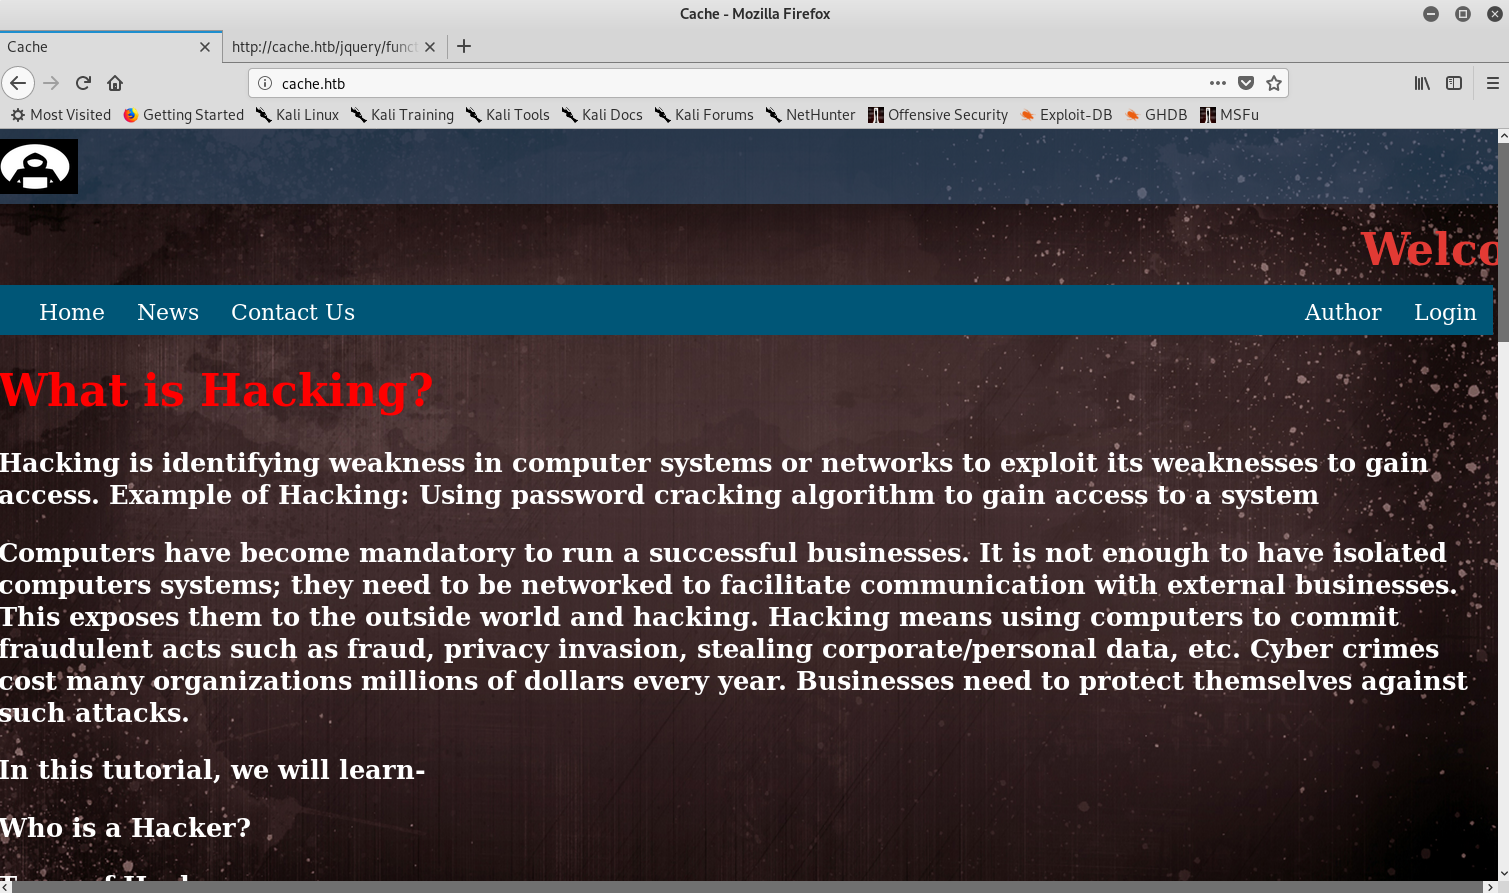 Cache - Mozilla Firefox
Cache
http://cache.htb/jquery/funct
cache.htb
Most Visited Getting Started Kali Linux Kali Training Kali Tools Kali Docs Kali Forums NetHunter Offensive Security Exploit-DB GHDB MSFu
Welco
Home News Contact Us Author Login
What is Hacking?
Hacking is identifying weakness in computer systems or networks to exploit its weaknesses to gain
access. Example of Hacking: Using password cracking algorithm to gain access to a system
Computers have become mandatory to run a successful businesses. It is not enough to have isolated
computers systems; they need to be networked to facilitate communication with external businesses.
This exposes them to the outside world and hacking. Hacking means using computers to commit
fraudulent acts such as fraud, privacy invasion, stealing corporate/personal data, etc. Cyber crimes
cost many organizations millions of dollars every year. Businesses need to protect themselves against
such attacks.
In this tutorial, we will learn-
Who is a Hacker?